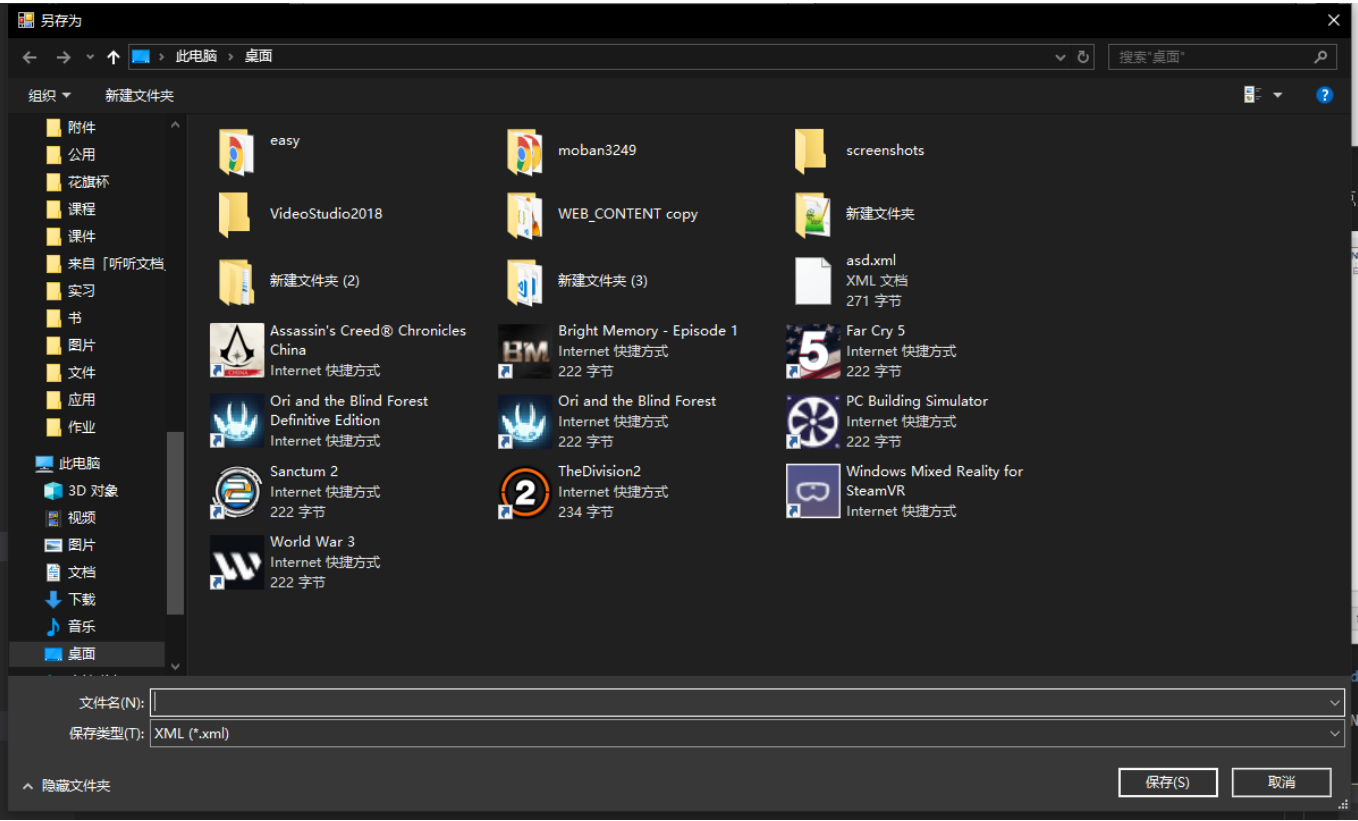 另存为
此电脑 › 桌面
搜索"桌面"
组织
新建文件夹
附件
公用
花旗杯
课程
课件
来自「听听文档
实习
书
图片
文件
应用
作业
此电脑
3D 对象
视频
图片
文档
下载
音乐
桌面
easy
moban3249
screenshots
VideoStudio2018
WEB_CONTENT copy
新建文件夹
新建文件夹 (2)
新建文件夹 (3)
asd.xml
XML 文档
271 字节
Assassin's Creed® Chronicles
China
Internet 快捷方式
CHINA
Bright Memory - Episode 1
Internet 快捷方式
222 字节
BM
Far Cry 5
Internet 快捷方式
222 字节
5
Ori and the Blind Forest
Definitive Edition
Internet 快捷方式
Ori and the Blind Forest
Internet 快捷方式
222 字节
PC Building Simulator
Internet 快捷方式
222 字节
Sanctum 2
Internet 快捷方式
222 字节
2
TheDivision2
Internet 快捷方式
234 字节
2
Windows Mixed Reality for
SteamVR
Internet 快捷方式
World War 3
Internet 快捷方式
222 字节
文件名(N):
保存类型(T): XML (*.xml)
隐藏文件夹
保存(S)
取消